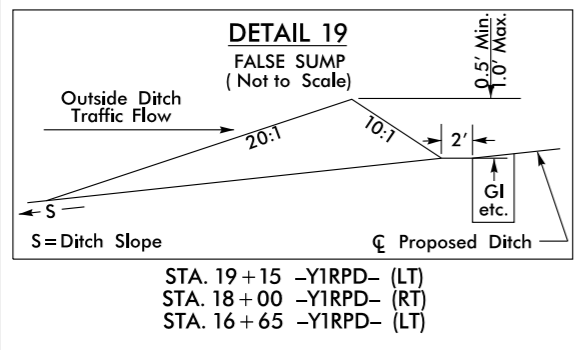 DETAIL 19
FALSE SUMP
( Not to Scale)
0.5' Min.
1.0' Max.
Outside Ditch
Traffic Flow
20:1
10:1
2'
GI
etc.
S
S=Ditch Slope
℄ Proposed Ditch
STA. 19+15 –Y1RPD– (LT)
STA. 18+00 –Y1RPD– (RT)
STA. 16+65 –Y1RPD– (LT)